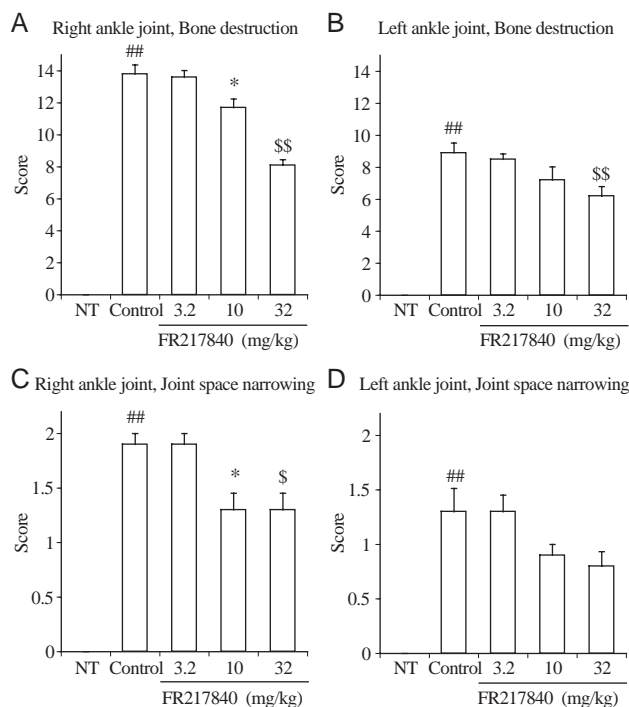 A
Right ankle joint, Bone destruction
##
*
$$
14
12
10
8
6
4
2
0
Score
NT Control 3.2 10 32
FR217840 (mg/kg)
B
Left ankle joint, Bone destruction
##
$$
14
12
10
8
6
4
2
0
Score
NT Control 3.2 10 32
FR217840 (mg/kg)
C
Right ankle joint, Joint space narrowing
##
*
$
2
1.5
1
0.5
0
Score
NT Control 3.2 10 32
FR217840 (mg/kg)
D
Left ankle joint, Joint space narrowing
##
2
1.5
1
0.5
0
Score
NT Control 3.2 10 32
FR217840 (mg/kg)